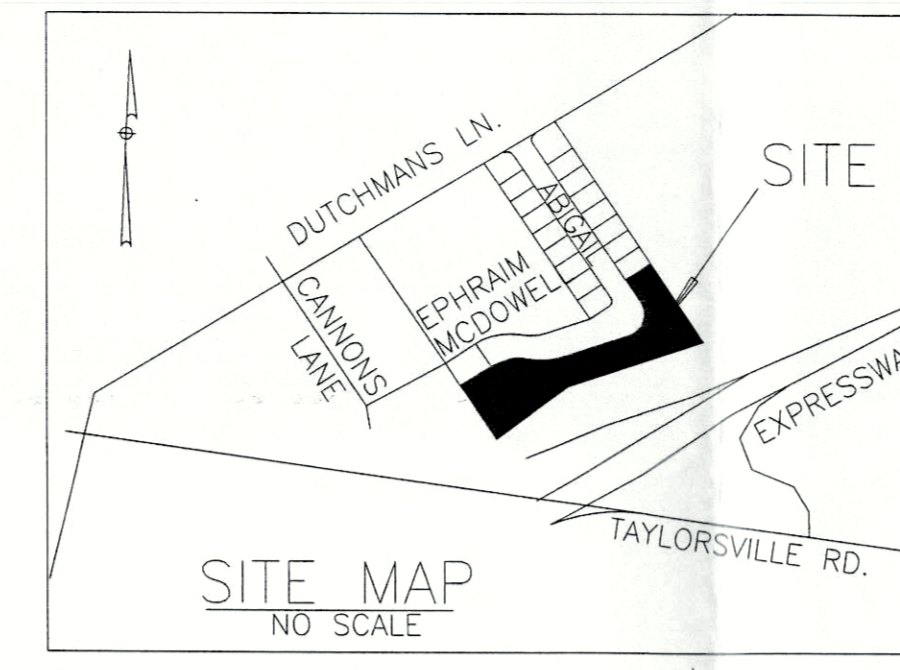 DUTCHMANS LN.
SITE
ABIGAIL
EPHRAIM
MCDOWEL
CANNONS
LANE
EXPRESSWA
TAYLORSVILLE RD.
SITE MAP
NO SCALE